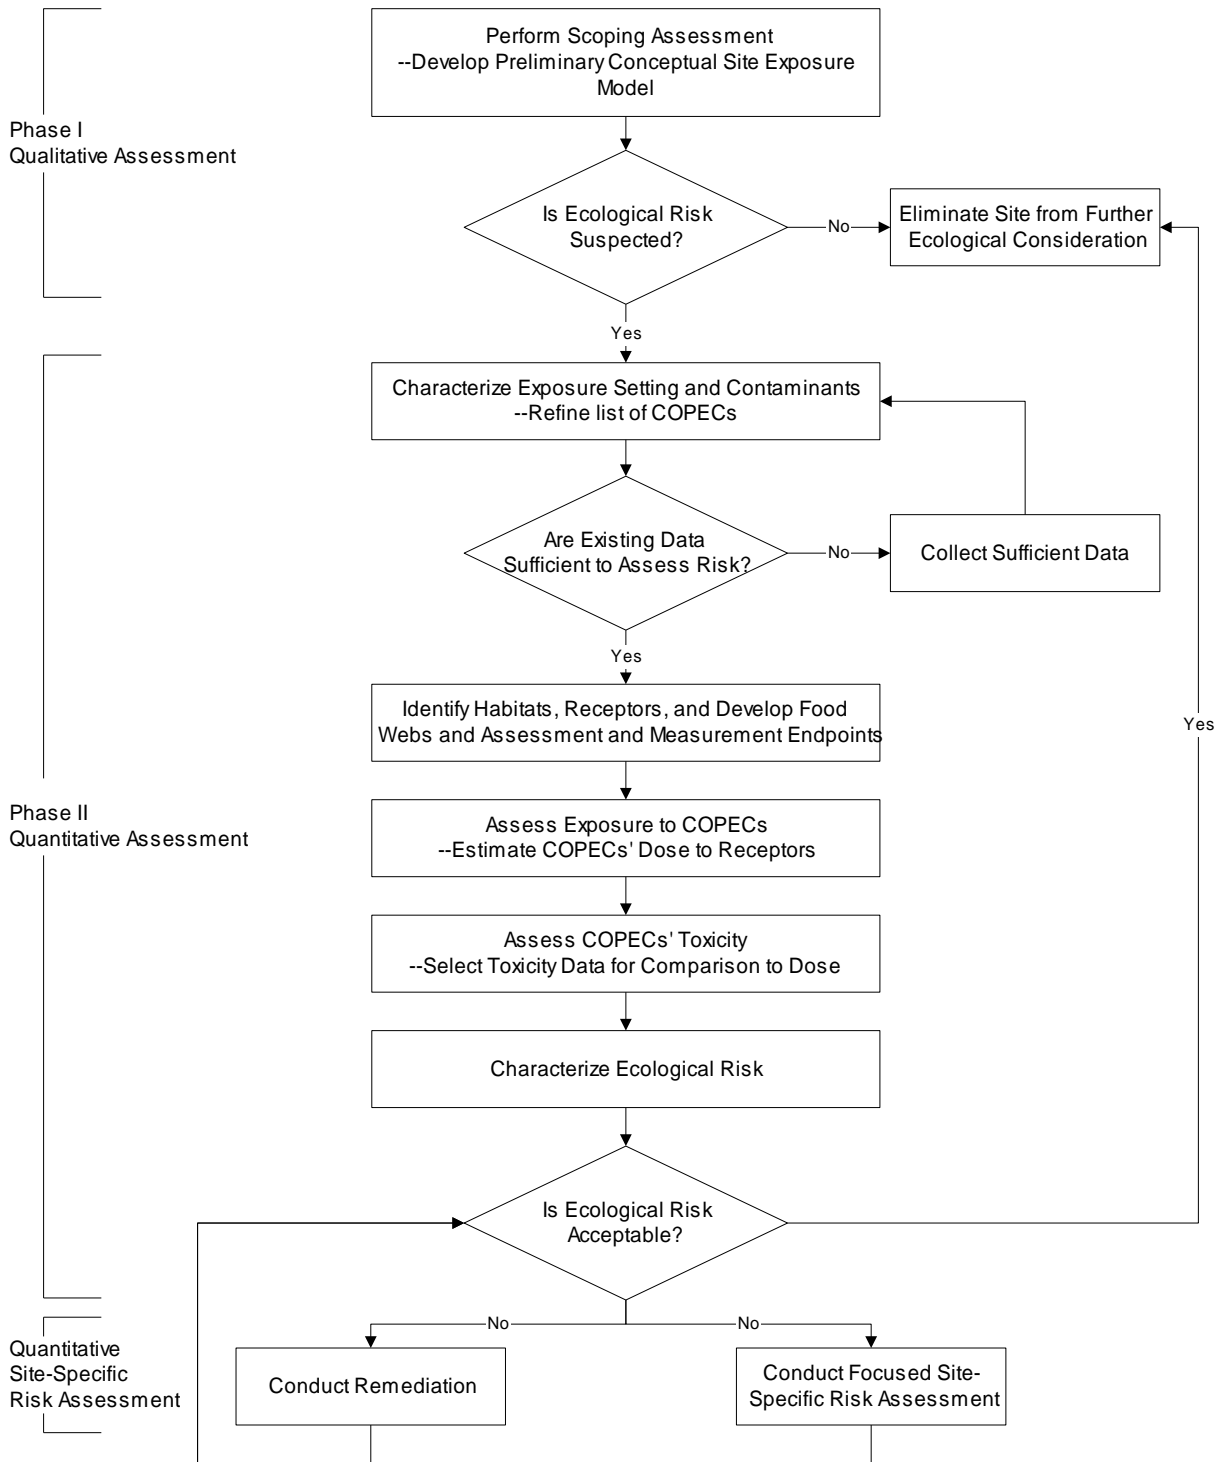 Perform Scoping Assessment
--Develop Preliminary Conceptual Site Exposure
Model
Phase I
Qualitative Assessment
Is Ecological Risk
Suspected?
No
Eliminate Site from Further
Ecological Consideration
Yes
Characterize Exposure Setting and Contaminants
--Refine list of COPECs
Are Existing Data
Sufficient to Assess Risk?
No
Collect Sufficient Data
Yes
Identify Habitats, Receptors, and Develop Food
Webs and Assessment and Measurement Endpoints
Yes
Phase II
Quantitative Assessment
Assess Exposure to COPECs
--Estimate COPECs' Dose to Receptors
Assess COPECs' Toxicity
--Select Toxicity Data for Comparison to Dose
Characterize Ecological Risk
Is Ecological Risk
Acceptable?
No
No
Quantitative
Site-Specific
Risk Assessment
Conduct Remediation
Conduct Focused Site-
Specific Risk Assessment